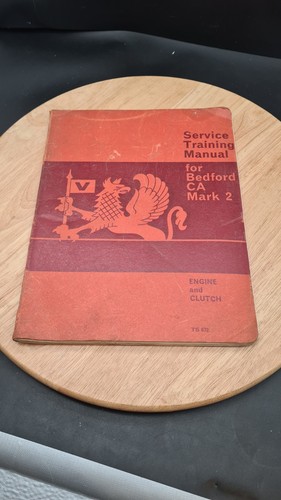 V
Service
Training
Manual
for
Bedford
CA
Mark 2
ENGINE
and
CLUTCH